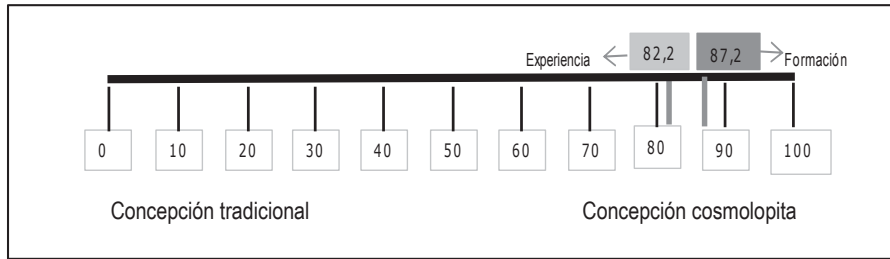 82,2 87,2
Experiencia Formación
0 10 20 30 40 50 60 70 80 90 100
Concepción tradicional Concepción cosmolopita